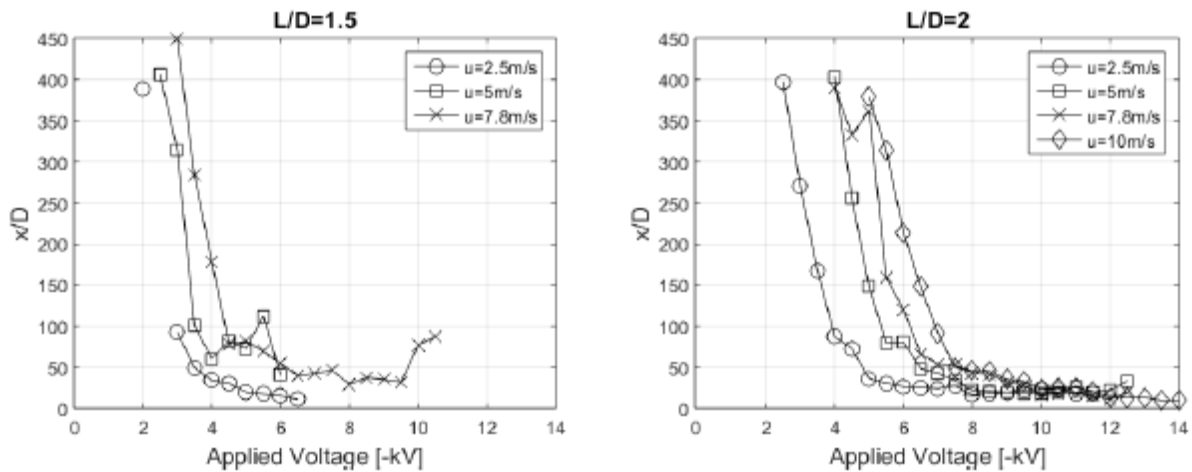 L/D=1.5
450
400
350
300
250
200
150
100
50
0
x/D
u=2.5m/s
u=5m/s
u=7.8m/s
0 2 4 6 8 10 12 14
Applied Voltage [-kV]
L/D=2
450
400
350
300
250
200
150
100
50
0
x/D
u=2.5m/s
u=5m/s
u=7.8m/s
u=10m/s
0 2 4 6 8 10 12 14
Applied Voltage [-kV]